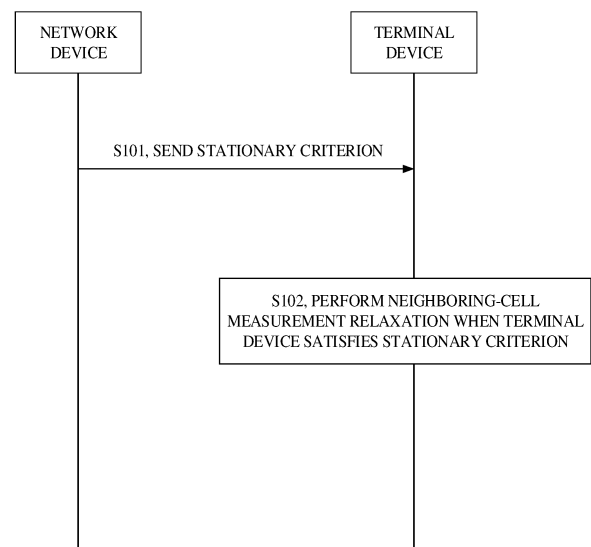 NETWORK
DEVICE
TERMINAL
DEVICE
S101, SEND STATIONARY CRITERION
S102, PERFORM NEIGHBORING-CELL
MEASUREMENT RELAXATION WHEN TERMINAL
DEVICE SATISFIES STATIONARY CRITERION